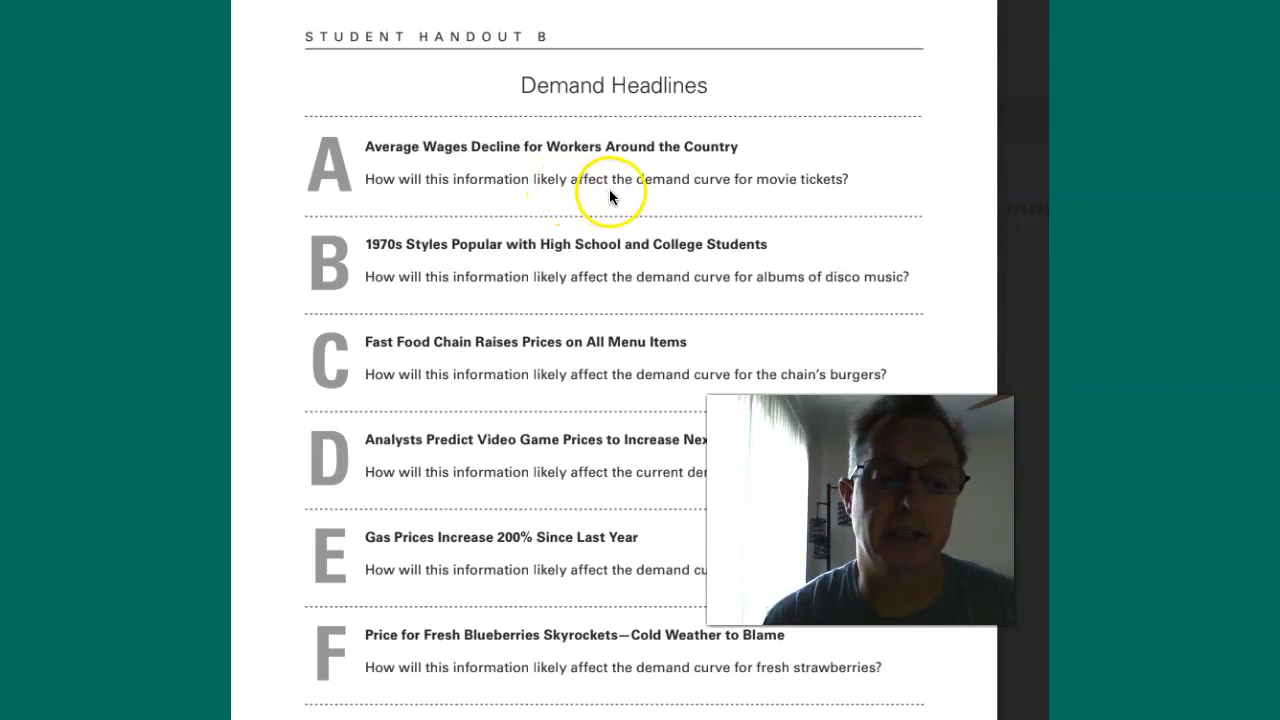 STUDENT HANDOUT B
Demand Headlines
A
Average Wages Decline for Workers Around the Country
How will this information likely affect the demand curve for movie tickets?
B
1970s Styles Popular with High School and College Students
How will this information likely affect the demand curve for albums of disco music?
C
Fast Food Chain Raises Prices on All Menu Items
How will this information likely affect the demand curve for the chain's burgers?
D
Analysts Predict Video Game Prices to Increase
How will this information likely affect the current
E
Gas Prices Increase 200% Since Last Year
How will this information likely affect the demand
F
Price for Fresh Blueberries Skyrockets—Cold Weather to Blame
How will this information likely affect the demand curve for fresh strawberries?